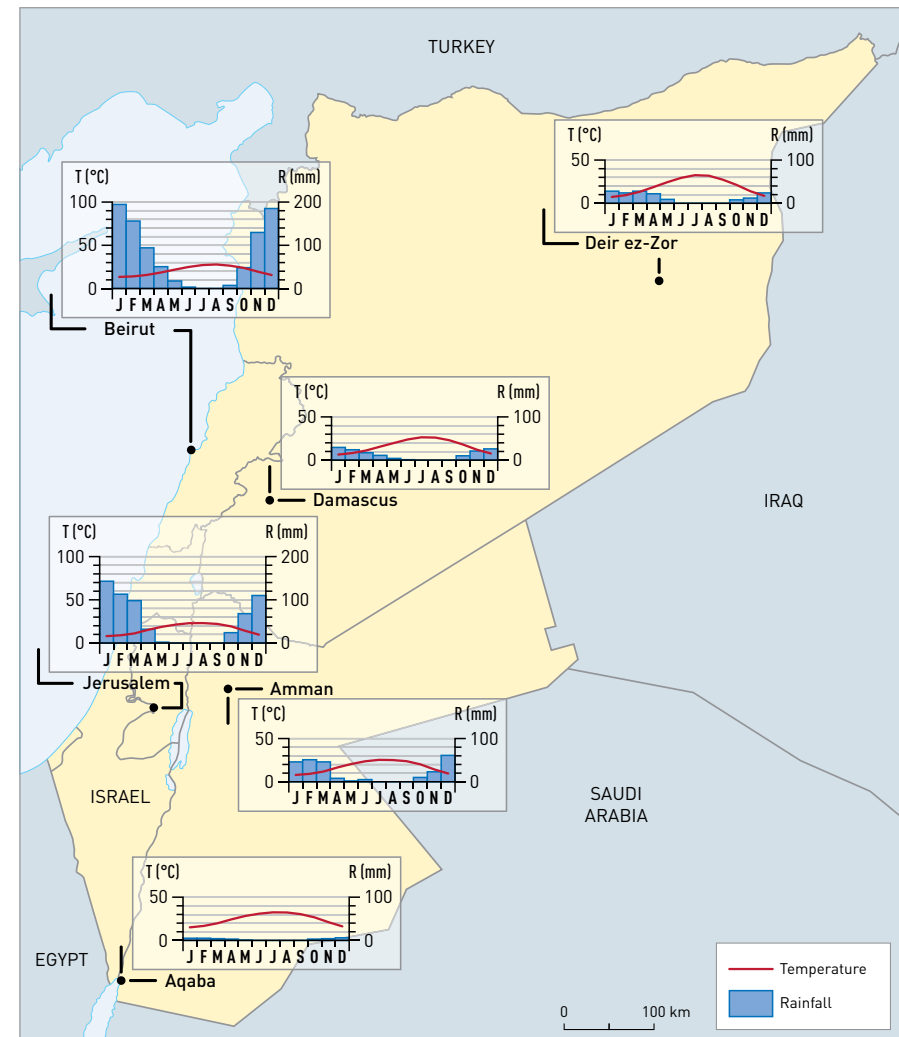 TURKEY
T (°C) R (mm)
50 100
0 0
J F M A M J J A S O N D
Deir ez-Zor
T (°C) R (mm)
100 200
50 100
0 0
J F M A M J J A S O N D
Beirut
T (°C) R (mm)
50 100
0 0
J F M A M J J A S O N D
Damascus
IRAQ
T (°C) R (mm)
100 200
50 100
0 0
J F M A M J J A S O N D
Jerusalem
Amman
T (°C) R (mm)
50 100
0 0
J F M A M J J A S O N D
ISRAEL
SAUDI
ARABIA
T (°C) R (mm)
50 100
0 0
J F M A M J J A S O N D
EGYPT
Aqaba
Temperature
Rainfall
0 100 km